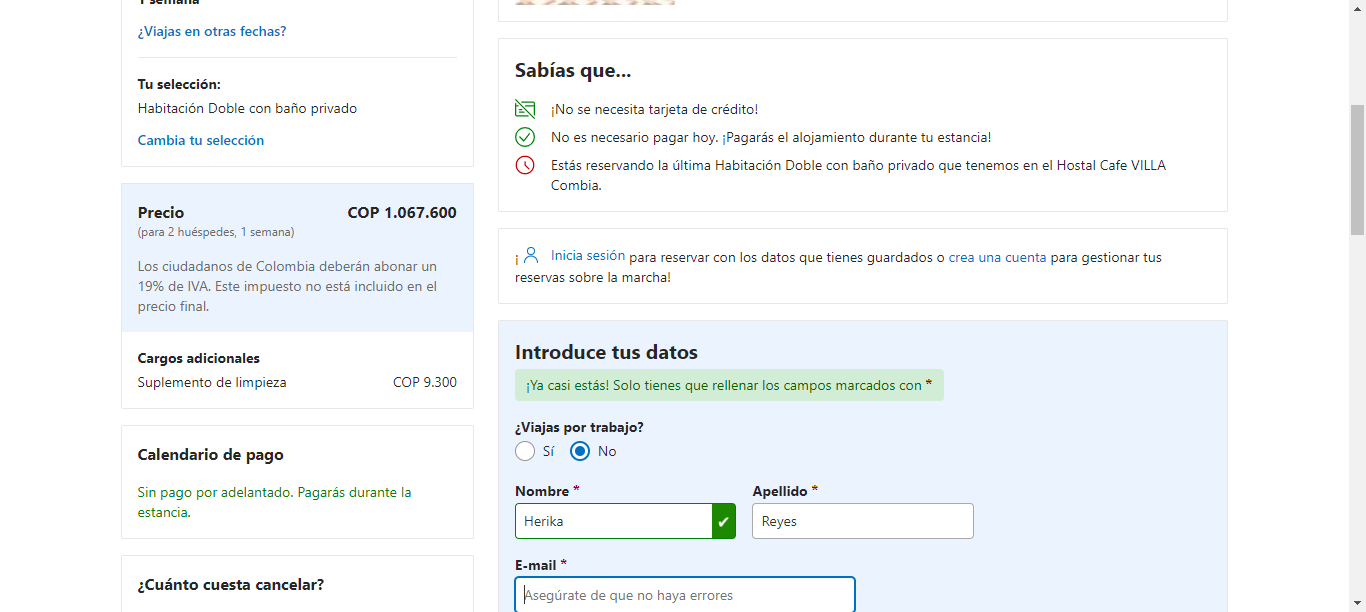 1 semana
¿Viajas en otras fechas?
Tu selección:
Habitación Doble con baño privado
Cambia tu selección
Precio
COP 1.067.600
(para 2 huéspedes, 1 semana)
Los ciudadanos de Colombia deberán abonar un
19% de IVA. Este impuesto no está incluido en el
precio final.
Cargos adicionales
Suplemento de limpieza
COP 9.300
Calendario de pago
Sin pago por adelantado. Pagarás durante la
estancia.
¿Cuánto cuesta cancelar?
Sabías que...
¡No se necesita tarjeta de crédito!
No es necesario pagar hoy. ¡Pagarás el alojamiento durante tu estancia!
Estás reservando la última Habitación Doble con baño privado que tenemos en el Hostal Cafe VILLA
Combia.
¡ Inicia sesión para reservar con los datos que tienes guardados o crea una cuenta para gestionar tus
reservas sobre la marcha!
Introduce tus datos
¡Ya casi estás! Solo tienes que rellenar los campos marcados con *
¿Viajas por trabajo?
Sí No
Nombre * Apellido *
Herika Reyes
E-mail *
Asegúrate de que no haya errores